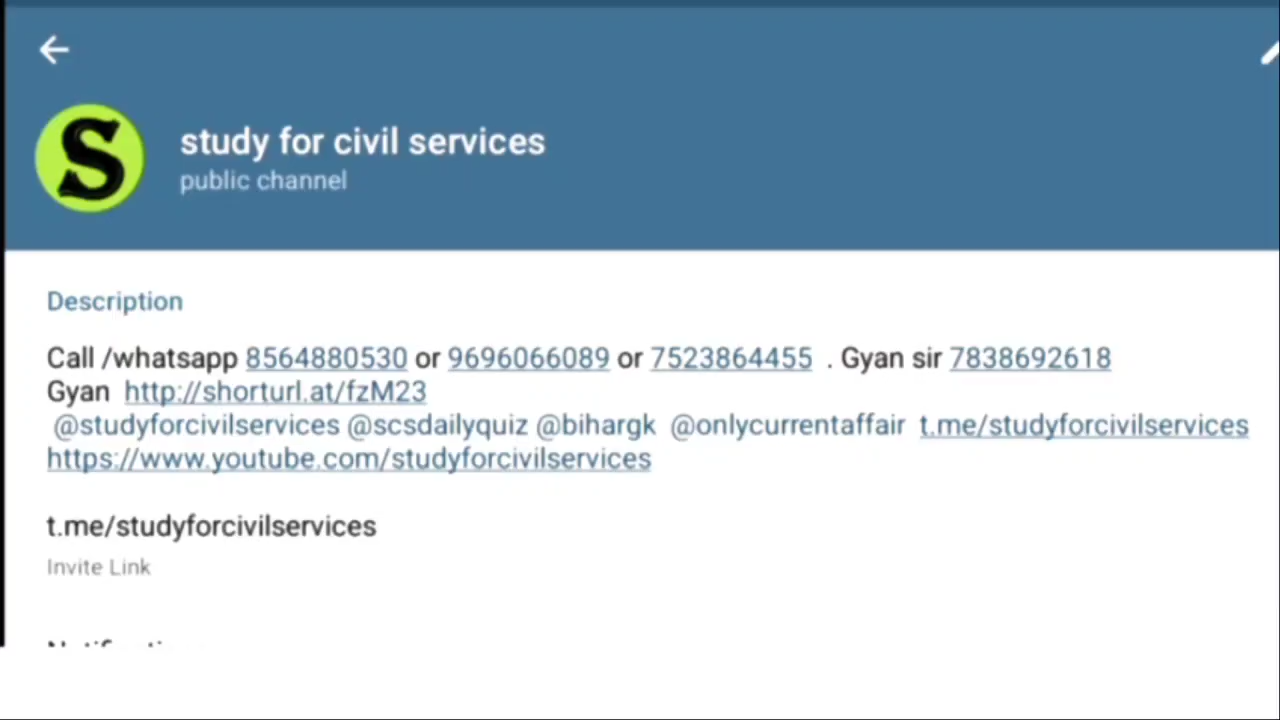 S
study for civil services
public channel
Description
Call /whatsapp 8564880530 or 9696066089 or 7523864455 . Gyan sir 7838692618
Gyan http://shorturl.at/fzM23
@studyforcivilservices @scsdailyquiz @bihargk @onlycurrentaffair t.me/studyforcivilservices
https://www.youtube.com/studyforcivilservices
t.me/studyforcivilservices
Invite Link